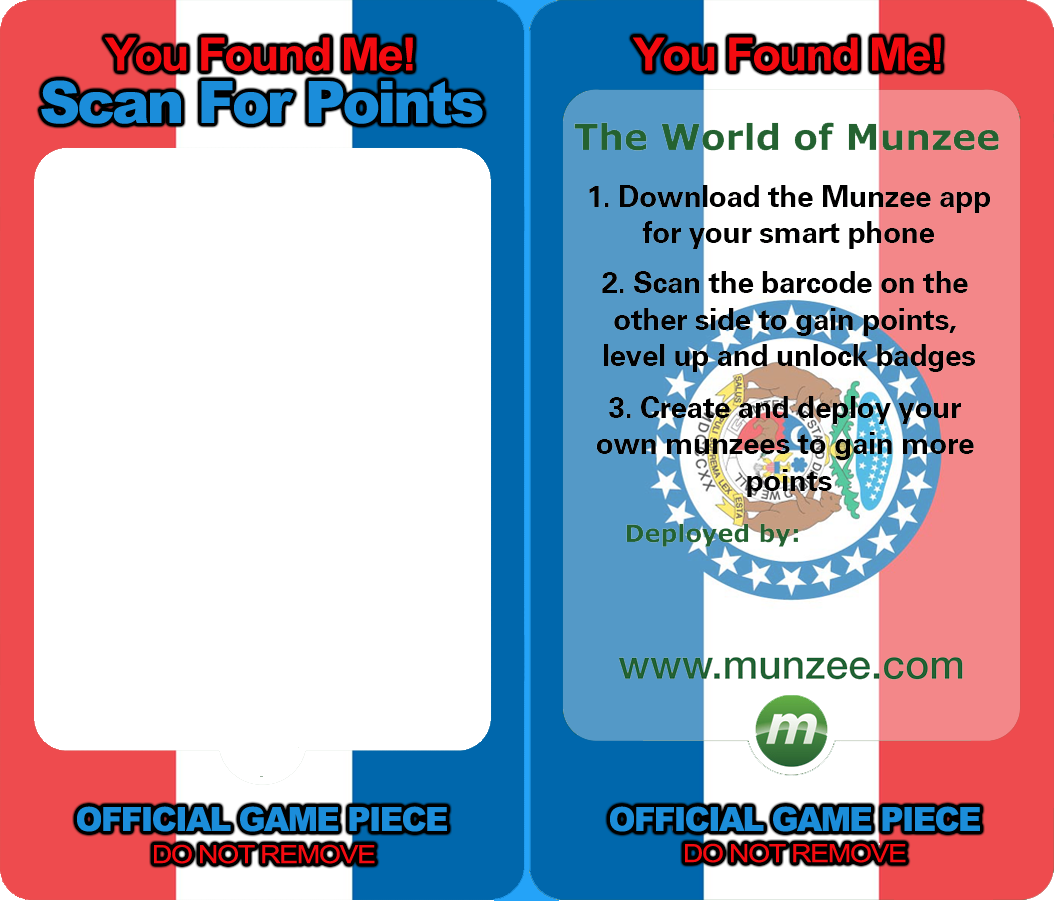 You Found Me!
Scan For Points
OFFICIAL GAME PIECE
DO NOT REMOVE
You Found Me!
The World of Munzee
1. Download the Munzee app
for your smart phone
2. Scan the barcode on the
other side to gain points,
level up and unlock badges
3. Create and deploy your
own munzees to gain more
points
Deployed by:
www.munzee.com
m
OFFICIAL GAME PIECE
DO NOT REMOVE